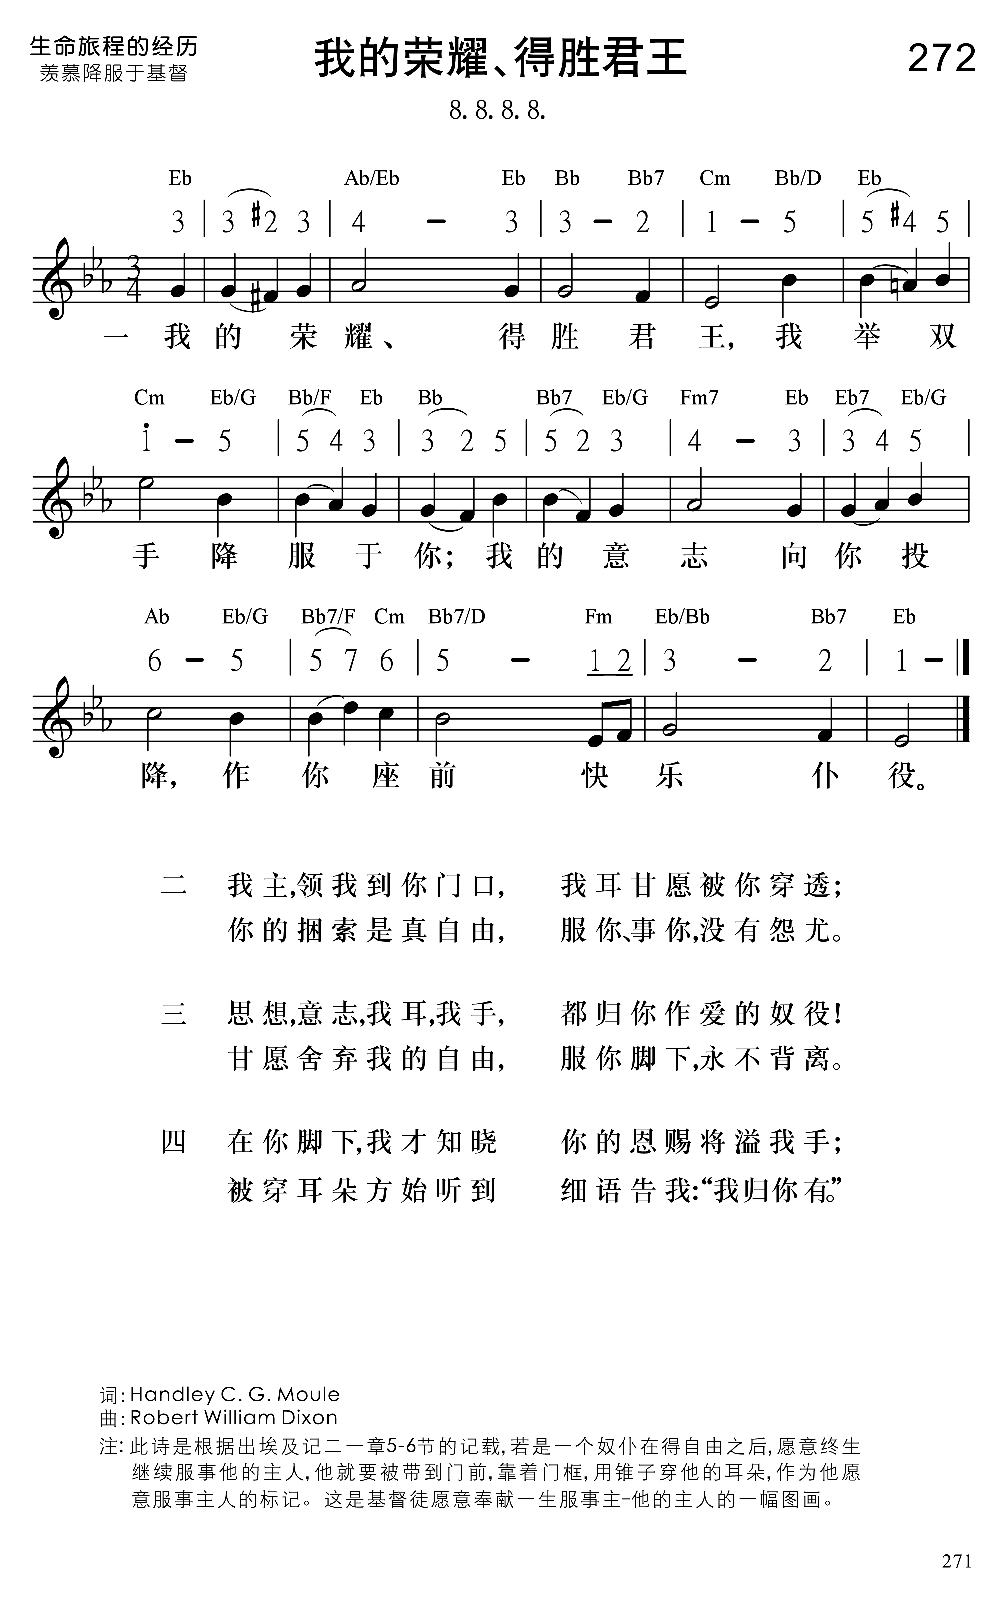 生命旅程的经历
羡慕降服于基督
我的荣耀、得胜君王
272
8. 8. 8. 8.
Eb Ab/Eb Eb Bb Bb7 Cm Bb/D Eb
3 | 3 #2 3 | 4 - 3 | 3 - 2 | 1 - 5 | 5 #4 5 |
3
4
一 我 的 荣 耀、 得 胜 君 王, 我 举 双
Cm Eb/G Bb/F Eb Bb Bb7 Eb/G Fm7 Eb Eb7 Eb/G
i - 5 | 5 4 3 | 3 2 5 | 5 2 3 | 4 - 3 | 3 4 5 |
手 降 服 于 你; 我 的 意 志 向 你 投
Ab Eb/G Bb7/F Cm Bb7/D Fm Eb/Bb Bb7 Eb
6 - 5 | 5 7 6 | 5 - 1 2 | 3 - 2 | 1 - ‖
降, 作 你 座 前 快 乐 仆 役。
二 我主,领我到你门口, 我耳甘愿被你穿透;
你的捆索是真自由, 服你、事你,没有怨尤。
三 思想,意志,我耳,我手, 都归你作爱的奴役!
甘愿舍弃我的自由, 服你脚下,永不背离。
四 在你脚下,我才知晓 你的恩赐将溢我手;
被穿耳朵方始听到 细语告我:“我归你有。”
词: Handley C. G. Moule
曲: Robert William Dixon
注: 此诗是根据出埃及记二一章5-6节的记载,若是一个奴仆在得自由之后,愿意终生
继续服事他的主人,他就要被带到门前,靠着门框,用锥子穿他的耳朵,作为他愿
意服事主人的标记。这是基督徒愿意奉献一生服事主-他的主人的一幅图画。
271